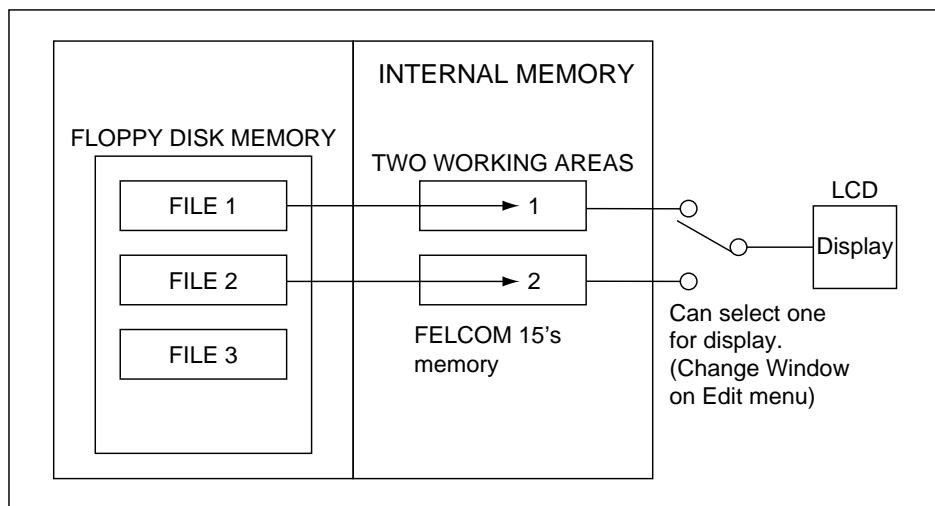 INTERNAL MEMORY
FLOPPY DISK MEMORY
TWO WORKING AREAS
FILE 1
1
LCD
Display
FILE 2
2
FILE 3
FELCOM 15’s
memory
Can select one
for display.
(Change Window
on Edit menu)